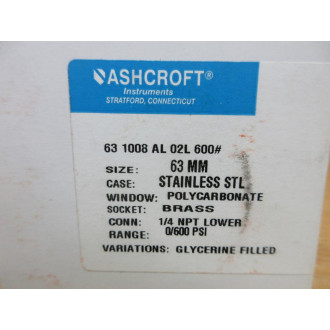 ASHCROFT®
Instruments
STRATFORD, CONNECTICUT
63 1008 AL 02L 600#
SIZE: 63 MM
CASE: STAINLESS STL
WINDOW: POLYCARBONATE
SOCKET: BRASS
CONN: 1/4 NPT LOWER
RANGE: 0/600 PSI
VARIATIONS: GLYCERINE FILLED